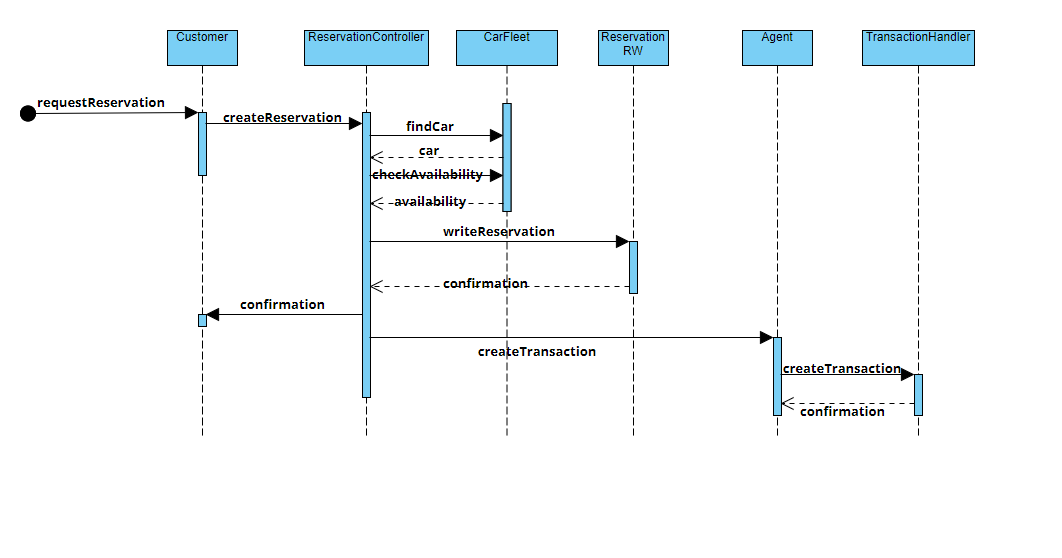 Customer
ReservationController
CarFleet
Reservation
RW
Agent
TransactionHandler
requestReservation
createReservation
findCar
car
checkAvailability
availability
writeReservation
confirmation
confirmation
createTransaction
createTransaction
confirmation